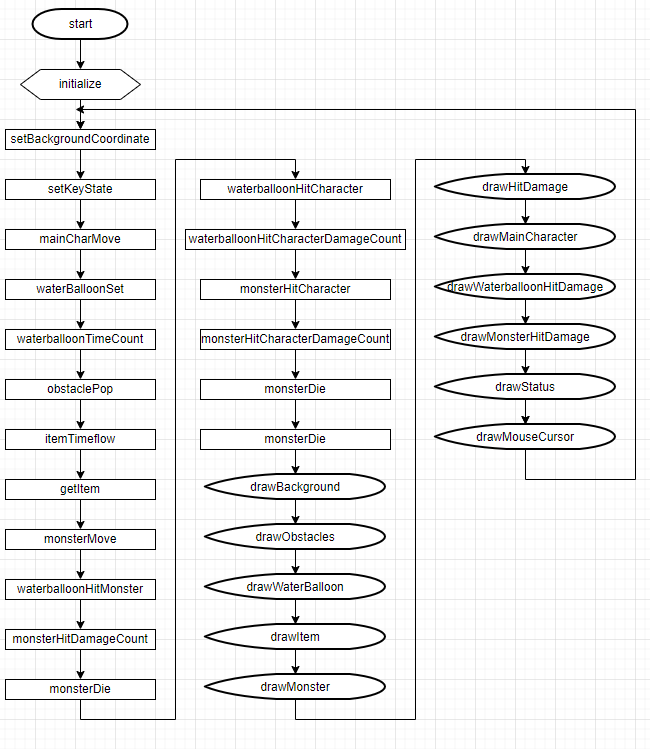 start
initialize
setBackgroundCoordinate
setKeyState
mainCharMove
waterBalloonSet
waterballoonTimeCount
obstaclePop
itemTimeflow
getItem
monsterMove
waterballoonHitMonster
monsterHitDamageCount
monsterDie
waterballoonHitCharacter
waterballoonHitCharacterDamageCount
monsterHitCharacter
monsterHitCharacterDamageCount
monsterDie
monsterDie
drawBackground
drawObstacles
drawWaterBalloon
drawItem
drawMonster
drawHitDamage
drawMainCharacter
drawWaterballoonHitDamage
drawMonsterHitDamage
drawStatus
drawMouseCursor